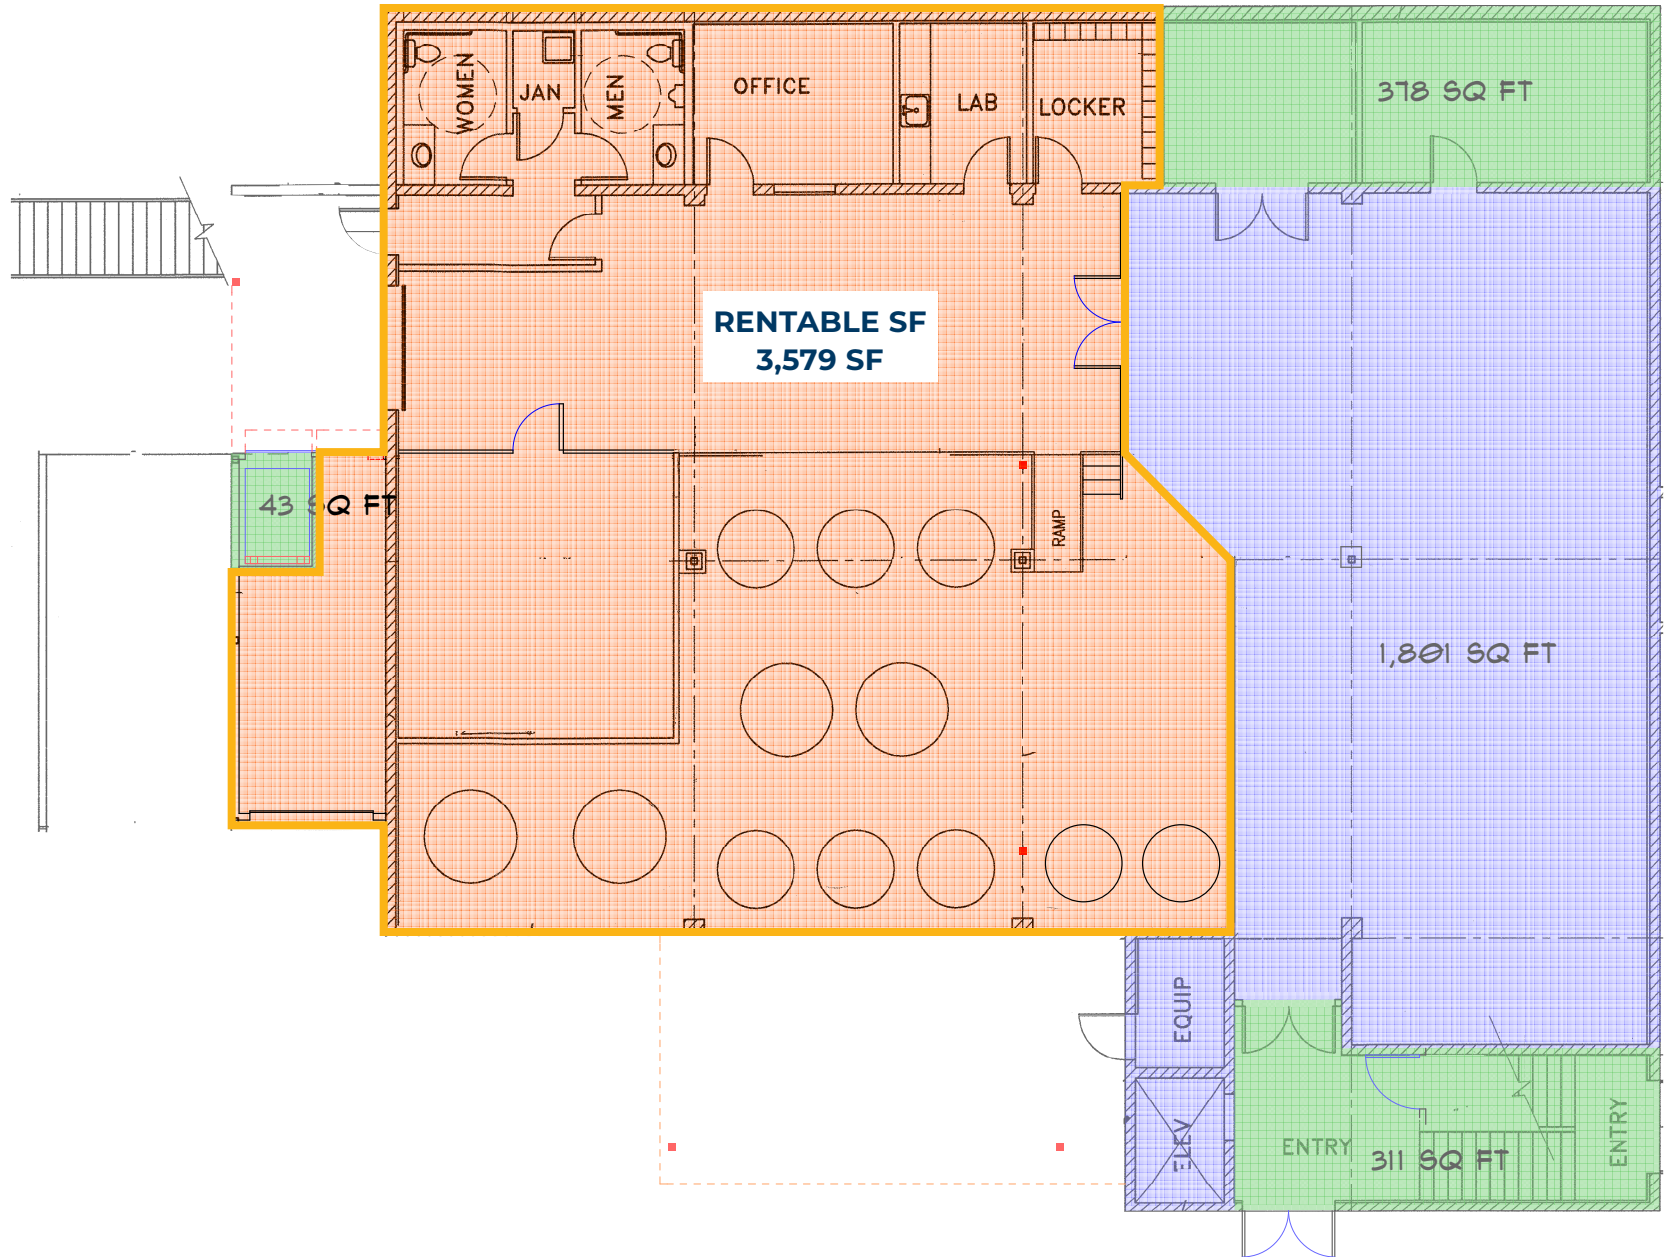 WOMEN
JAN
MEN
OFFICE
LAB
LOCKER
378 SQ FT
RENTABLE SF
3,579 SF
43 SQ FT
RAMP
1,801 SQ FT
EQUIP
ELEV
ENTRY
311 SQ FT
ENTRY